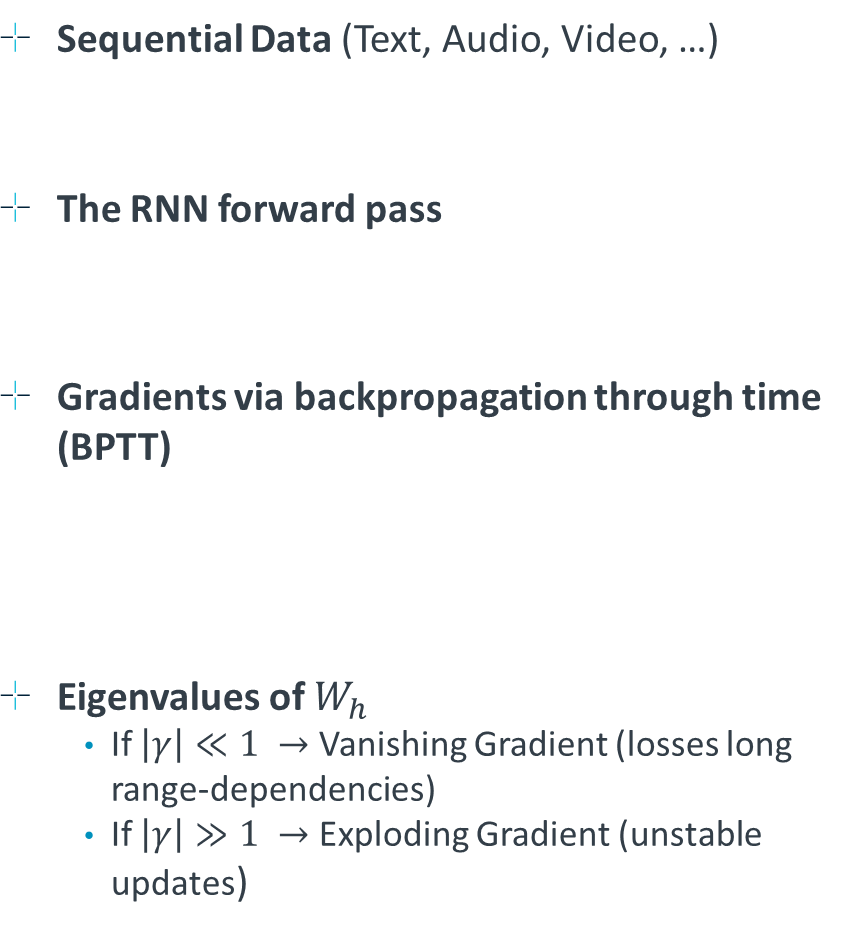 Sequential Data (Text, Audio, Video, …)
The RNN forward pass
Gradients via backpropagation through time
(BPTT)
Eigenvalues of 𝑊ₕ
• If |𝛾| ≪ 1 → Vanishing Gradient (losses long
range-dependencies)
• If |𝛾| ≫ 1 → Exploding Gradient (unstable
updates)